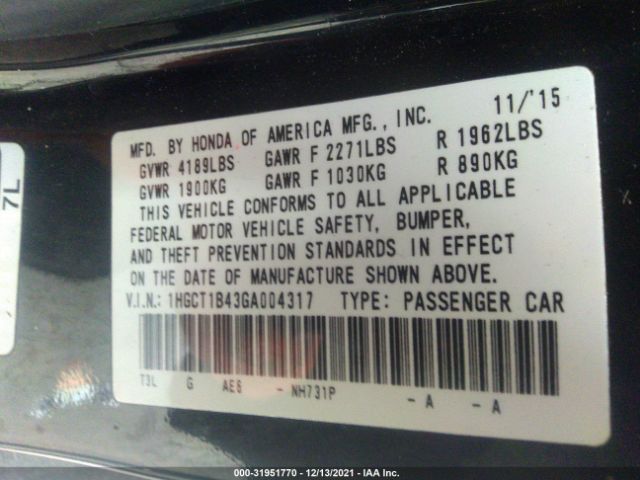 11/'15
MFD. BY HONDA OF AMERICA MFG., INC.
GVWR 4189LBS GAWR F 2271LBS R 1962LBS
GVWR 1900KG GAWR F 1030KG R 890KG
THIS VEHICLE CONFORMS TO ALL APPLICABLE
FEDERAL MOTOR VEHICLE SAFETY, BUMPER,
AND THEFT PREVENTION STANDARDS IN EFFECT
ON THE DATE OF MANUFACTURE SHOWN ABOVE.
V.I.N.: 1HGCT1B43GA004317 TYPE: PASSENGER CAR
T3L G AE6 - NH731P - A - A
7L
000-31951770 - 12/13/2021 - IAA Inc.